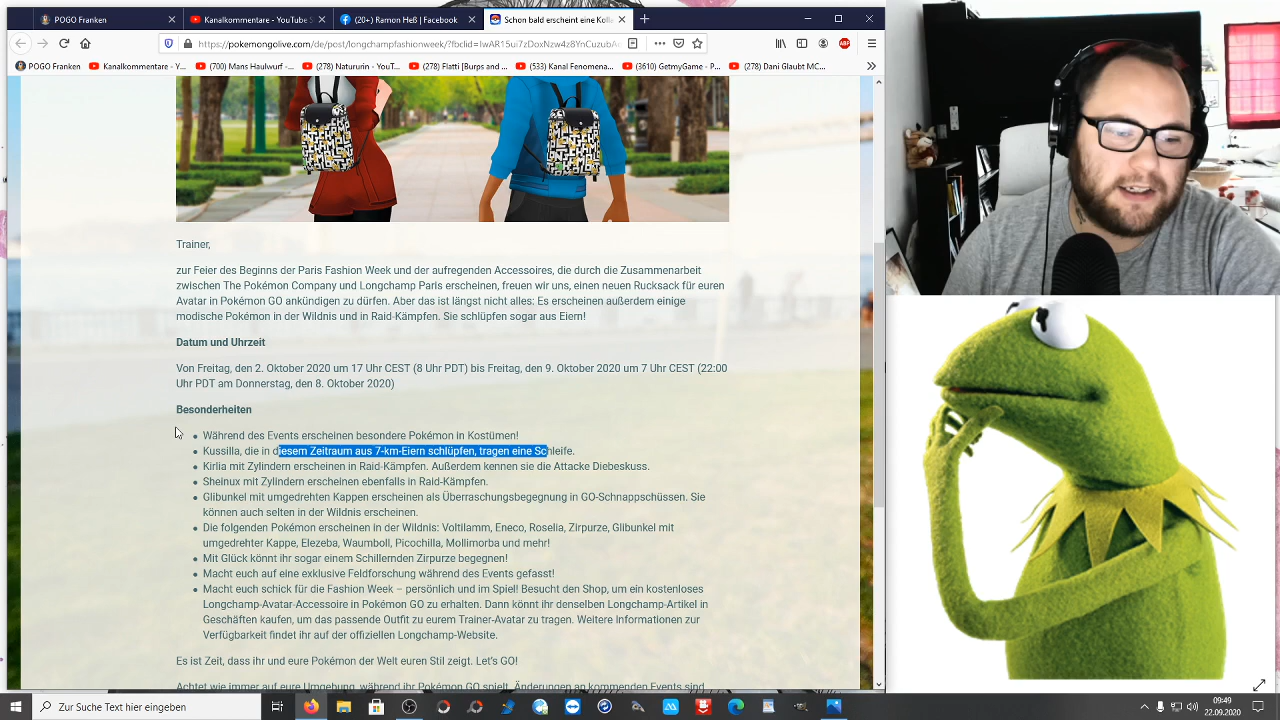 POGO Franken
Kanalkommentare - YouTube S
(20+) Ramon Heß | Facebook
Schon bald erscheint eine Kolle
https://pokemongolive.com/de/post/longchampfashionweek/?fbclid=IwAR15ui7zDoxNzw4z8YnCuzubA
ABP
POGO Franken
Kanalkommentare - Y...
(700) Mans Haulwurf -...
(278) Natururin - YouT...
(278) Flatti [Burps and ...
(533) Kanal Fenomena...
(3610) GetmyGame - P...
(278) Dani Glaubt MC...
Trainer,
zur Feier des Beginns der Paris Fashion Week und der aufregenden Accessoires, die durch die Zusammenarbeit
zwischen The Pokémon Company und Longchamp Paris erscheinen, freuen wir uns, einen neuen Rucksack für euren
Avatar in Pokémon GO ankündigen zu dürfen. Aber das ist längst nicht alles: Es erscheinen außerdem einige
modische Pokémon in der Wildnis und in Raid-Kämpfen. Sie schlüpfen sogar aus Eiern!
Datum und Uhrzeit
Von Freitag, den 2. Oktober 2020 um 17 Uhr CEST (8 Uhr PDT) bis Freitag, den 9. Oktober 2020 um 7 Uhr CEST (22:00
Uhr PDT am Donnerstag, den 8. Oktober 2020)
Besonderheiten
Während des Events erscheinen besondere Pokémon in Kostümen!
Kussilla, die in diesem Zeitraum aus 7-km-Eiern schlüpfen, tragen eine Schleife.
Kirlia mit Zylindern erscheinen in Raid-Kämpfen. Außerdem kennen sie die Attacke Diebeskuss.
Sheinux mit Zylindern erscheinen ebenfalls in Raid-Kämpfen.
Glibunkel mit umgedrehten Kappen erscheinen als Überraschungsbegegnung in GO-Schnappschüssen. Sie
können auch selten in der Wildnis erscheinen.
Die folgenden Pokémon erscheinen in der Wildnis: Voltilamm, Eneco, Roselia, Zirpurze, Glibunkel mit
umgedrehter Kappe, Elezeba, Waumboll, Picochilla, Mollimorba und mehr!
Mit Glück könnt ihr sogar einem Schillernden Zirpurze begegnen!
Macht euch auf eine exklusive Feldforschung während des Events gefasst!
Macht euch schick für die Fashion Week – persönlich und im Spiel! Besucht den Shop, um ein kostenloses
Longchamp-Avatar-Accessoire in Pokémon GO zu erhalten. Dann könnt ihr denselben Longchamp-Artikel in
Geschäften kaufen, um das passende Outfit zu eurem Trainer-Avatar zu tragen. Weitere Informationen zur
Verfügbarkeit findet ihr auf der offiziellen Longchamp-Website.
Es ist Zeit, dass ihr und eure Pokémon der Welt euren Stil zeigt. Let's GO!
Achtet wie immer auf eure Umgebung, während ihr Pokémon GO spielt. Änderungen an kommenden Events sind
Zur Suche Text hier eingeben
09:49
22.09.2020